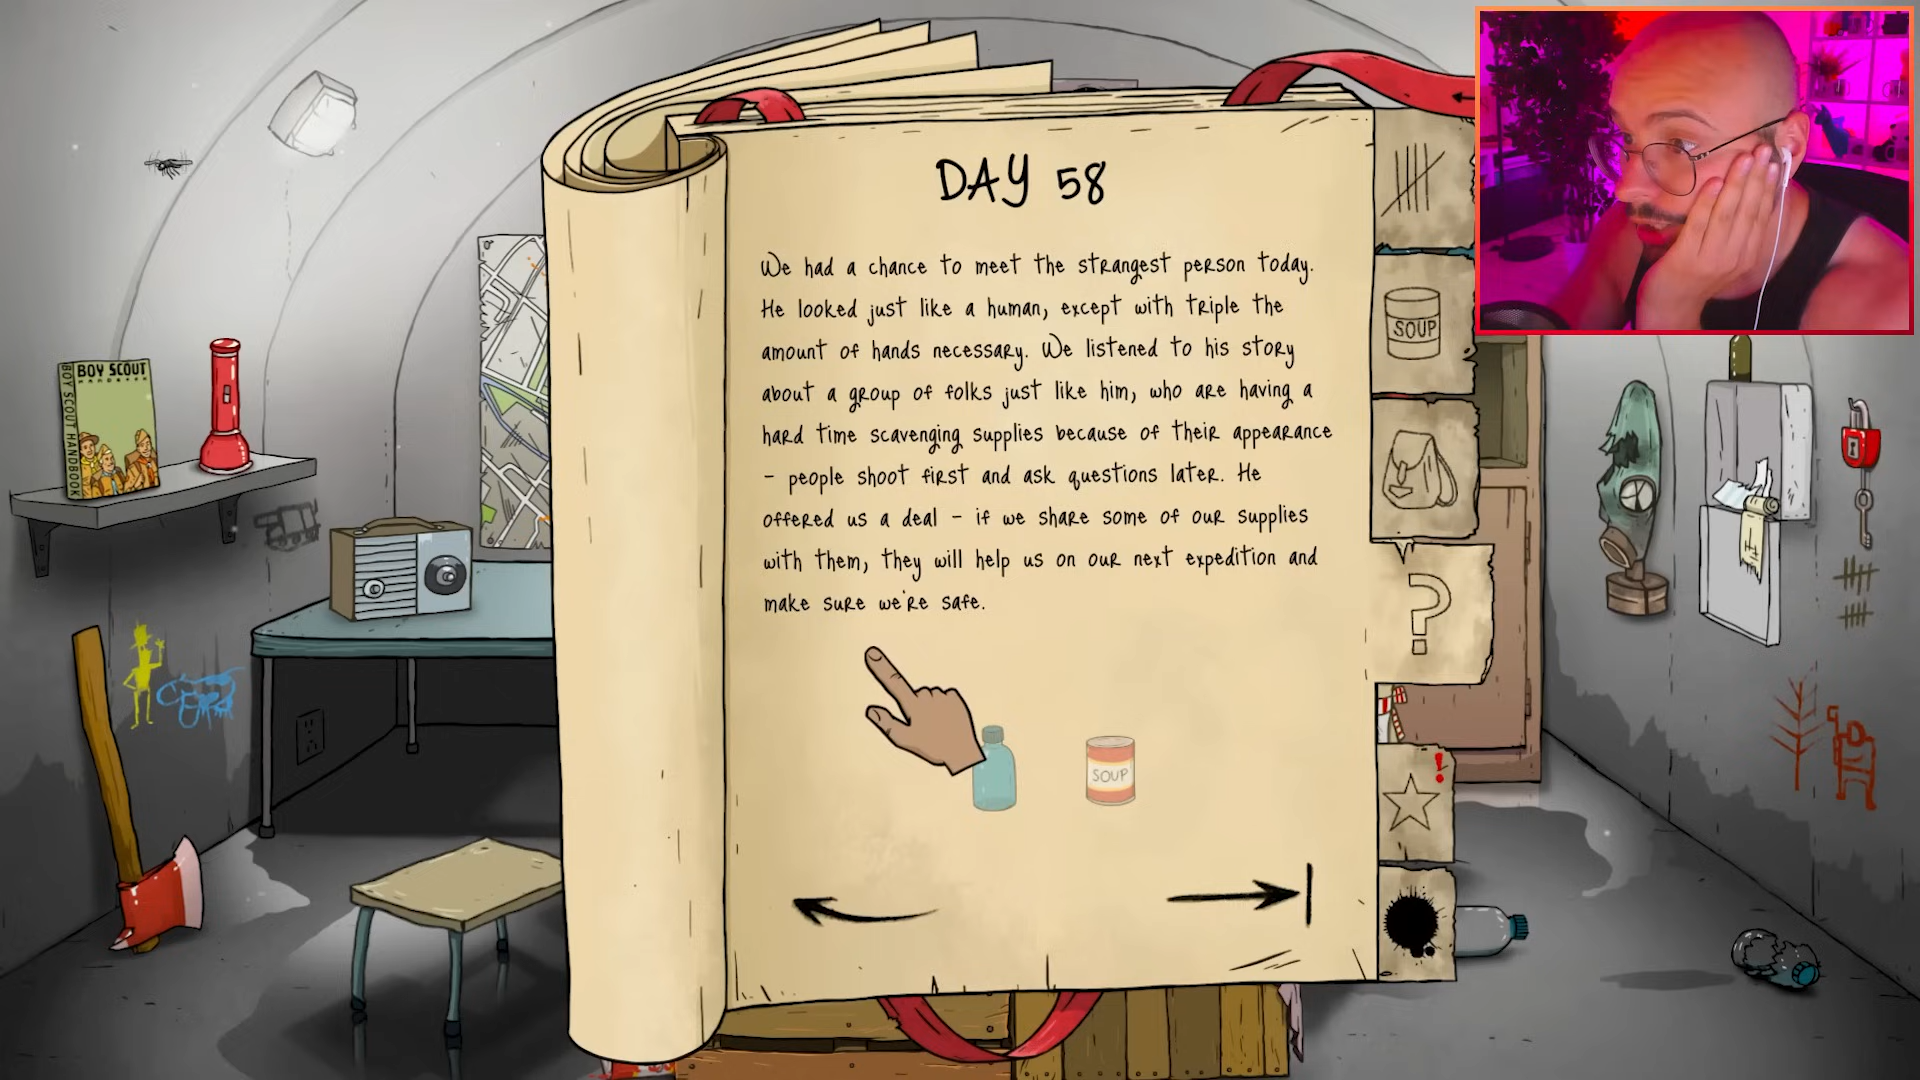 DAY 58
We had a chance to meet the strangest person today.
He looked just like a human, except with triple the
amount of hands necessary. We listened to his story
about a group of folks just like him, who are having a
hard time scavenging supplies because of their appearance
- people shoot first and ask questions later. He
offered us a deal - if we share some of our supplies
with them, they will help us on our next expedition and
make sure we're safe.
SOUP
SOUP
?
!
BOY SCOUT
HANDBOOK
BOY SCOUT HANDBOOK